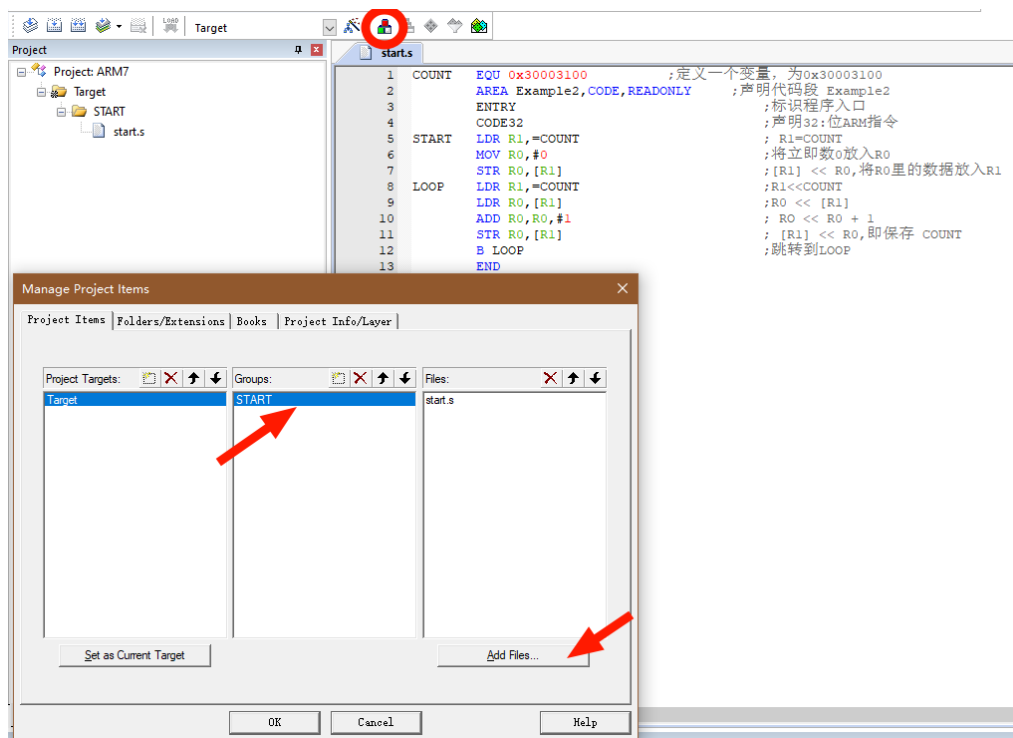 LOAD
Target
Project
Project: ARM7
Target
START
start.s
start.s
1 COUNT EQU 0x30003100 ;定义一个变量，为0x30003100
2 AREA Example2,CODE,READONLY ;声明代码段 Example2
3 ENTRY ;标识程序入口
4 CODE32 ;声明32:位ARM指令
5 START LDR R1,=COUNT ; R1=COUNT
6 MOV R0,#0 ;将立即数0放入R0
7 STR R0,[R1] ;[R1] << R0,将R0里的数据放入R1
8 LOOP LDR R1,=COUNT ;R1<<COUNT
9 LDR R0,[R1] ;R0 << [R1]
10 ADD R0,R0,#1 ; RO << RO + 1
11 STR R0,[R1] ; [R1] << R0,即保存 COUNT
12 B LOOP ;跳转到LOOP
13 END
Manage Project Items
Project Items Folders/Extensions Books Project Info/Layer
Project Targets: Groups: Files:
Target START start.s
Set as Current Target Add Files...
OK Cancel Help